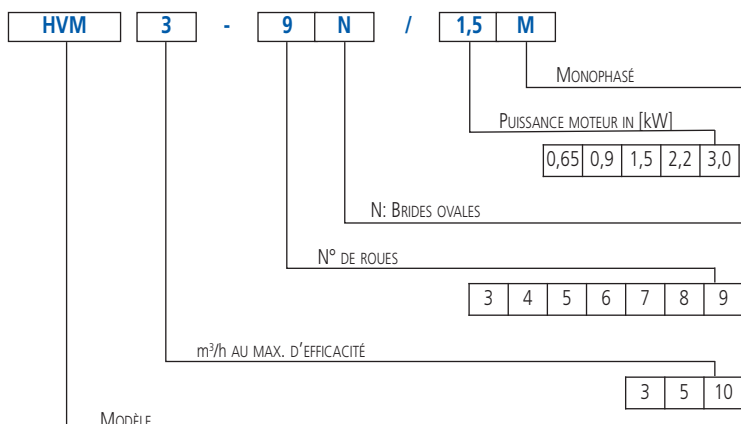 HVM 3 - 9 N / 1,5 M
Monophasé
Puissance moteur in [kW]
0,65 0,9 1,5 2,2 3,0
N: Brides ovales
N° de roues
3 4 5 6 7 8 9
m³/h au max. d'efficacité
3 5 10
Modèle